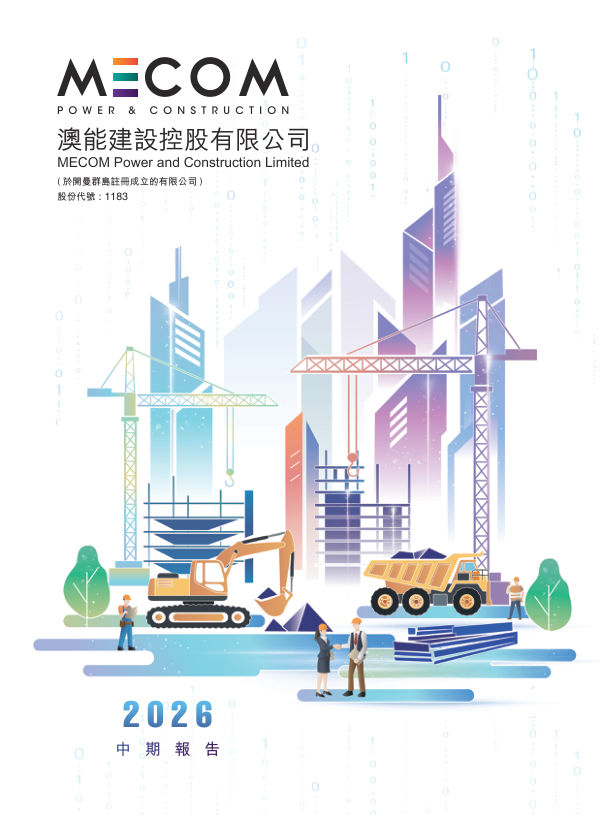 MECOM
POWER & CONSTRUCTION
澳能建設控股有限公司
MECOM Power and Construction Limited
(於開曼群島註冊成立的有限公司)
股份代號：1183
2026
中期報告